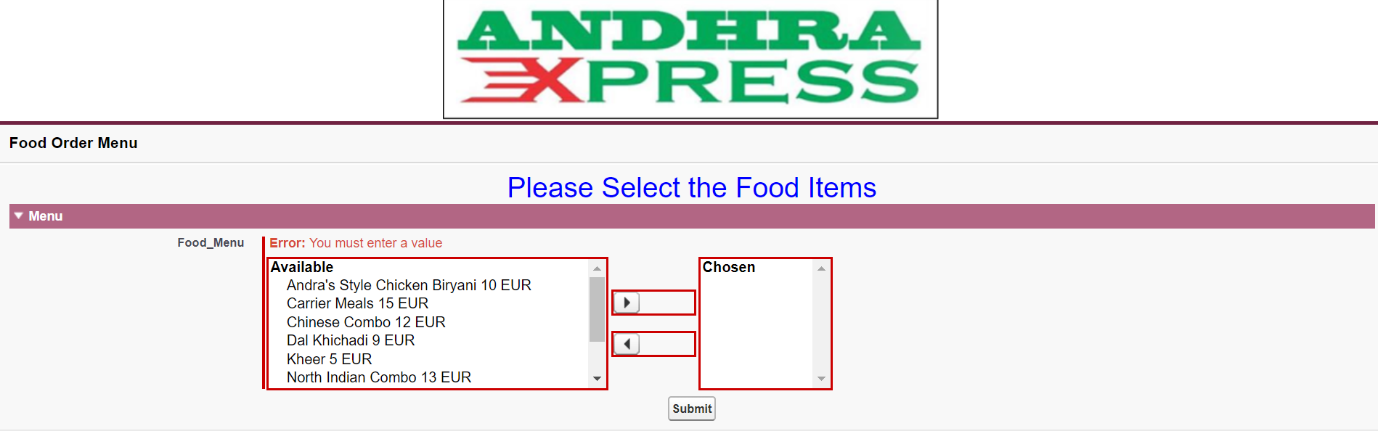 ANDHRA
XPRESS
Food Order Menu
Please Select the Food Items
Menu
Food_Menu
Error: You must enter a value
Available
Andra's Style Chicken Biryani 10 EUR
Carrier Meals 15 EUR
Chinese Combo 12 EUR
Dal Khichadi 9 EUR
Kheer 5 EUR
North Indian Combo 13 EUR
Chosen
Submit